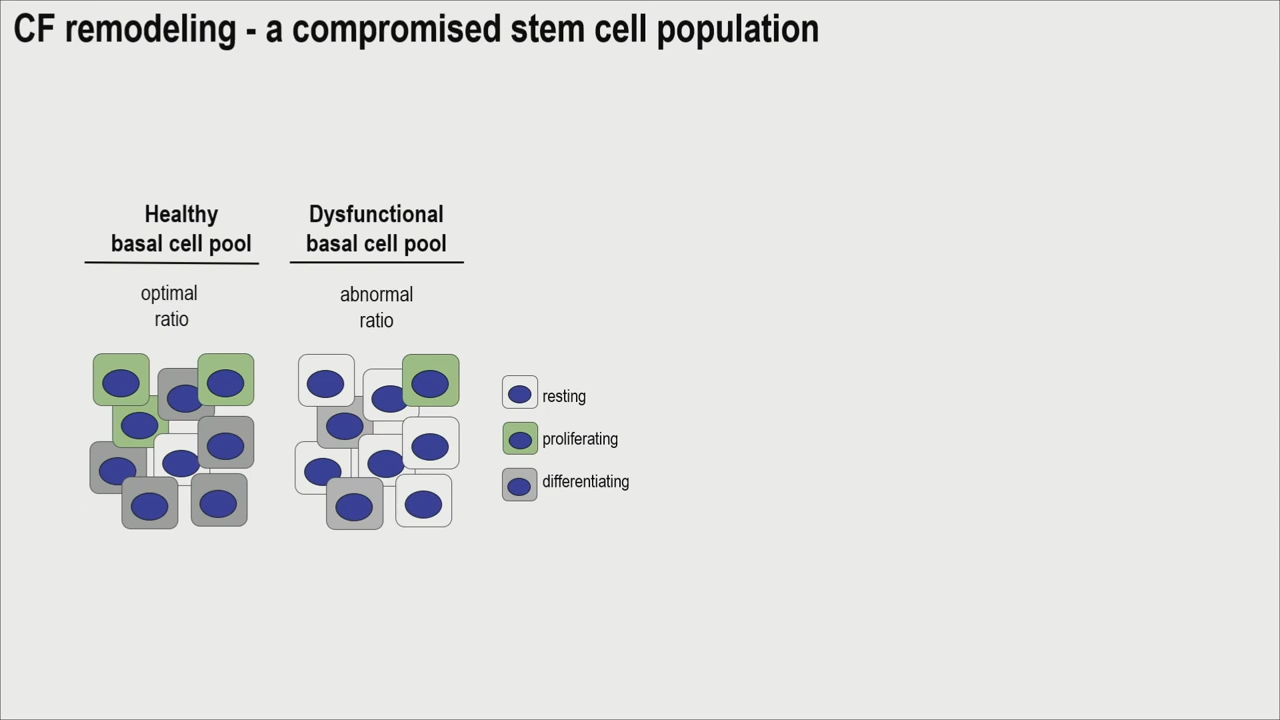 CF remodeling - a compromised stem cell population
Healthy
basal cell pool
optimal
ratio
Dysfunctional
basal cell pool
abnormal
ratio
resting
proliferating
differentiating